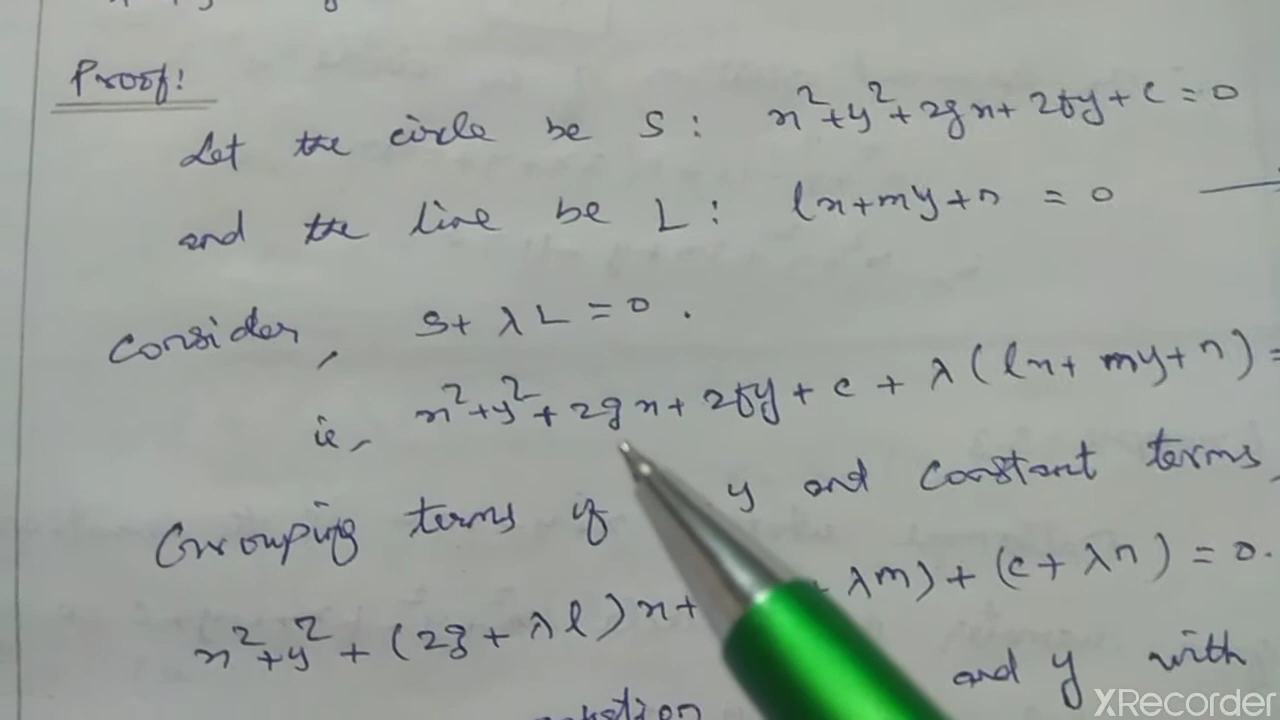 Proof:
Let the circle be S: x²+y²+2gx+2fy+c=0
and the line be L: lx+my+n = 0
Consider, S+λL=0.
ie, x²+y²+2gx+2fy+c+λ(lx+my+n)=
Grouping terms of y and constant terms,
x²+y²+(2g+λl)x+ λm)+(c+λn)=0.
and y with
XRecorder